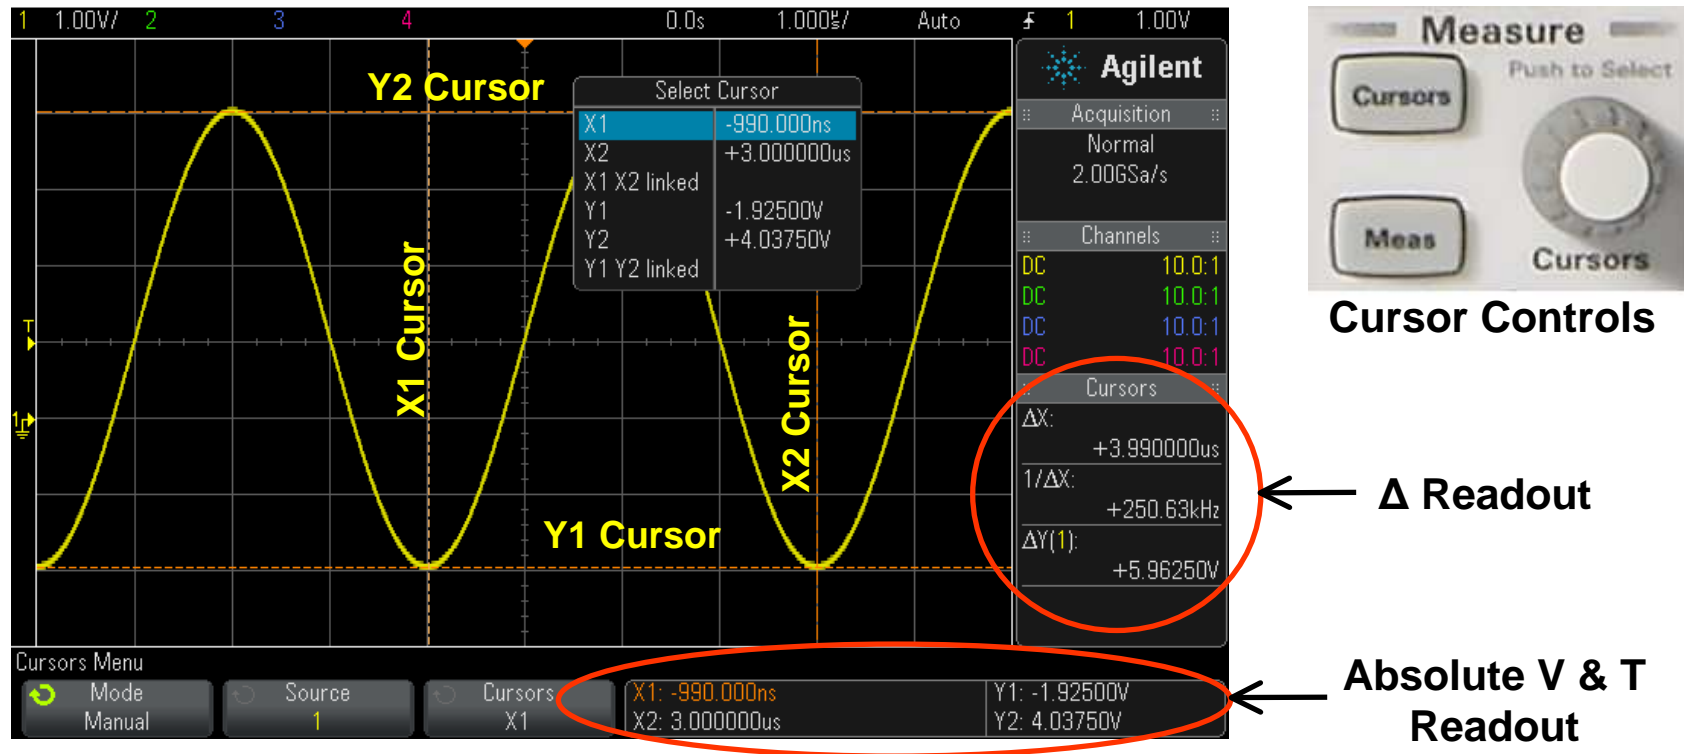 1 1.00V/ 2 3 4 0.0s 1.000us/ Auto 1 1.00V
Y2 Cursor
X1 Cursor
X2 Cursor
Y1 Cursor
T
1
Select Cursor
X1 -990.000ns
X2 +3.000000us
X1 X2 linked
Y1 -1.92500V
Y2 +4.03750V
Y1 Y2 linked
Agilent
Acquisition
Normal
2.00GSa/s
Channels
DC 10.0:1
DC 10.0:1
DC 10.0:1
DC 10.0:1
Cursors
ΔX:
+3.990000us
1/ΔX:
+250.63kHz
ΔY(1):
+5.96250V
Cursors Menu
Mode
Manual
Source
1
Cursors
X1
X1: -990.000ns
X2: 3.000000us
Y1: -1.92500V
Y2: 4.03750V
Measure
Push to Select
Cursors
Meas
Cursors
Cursor Controls
Δ Readout
Absolute V & T
Readout